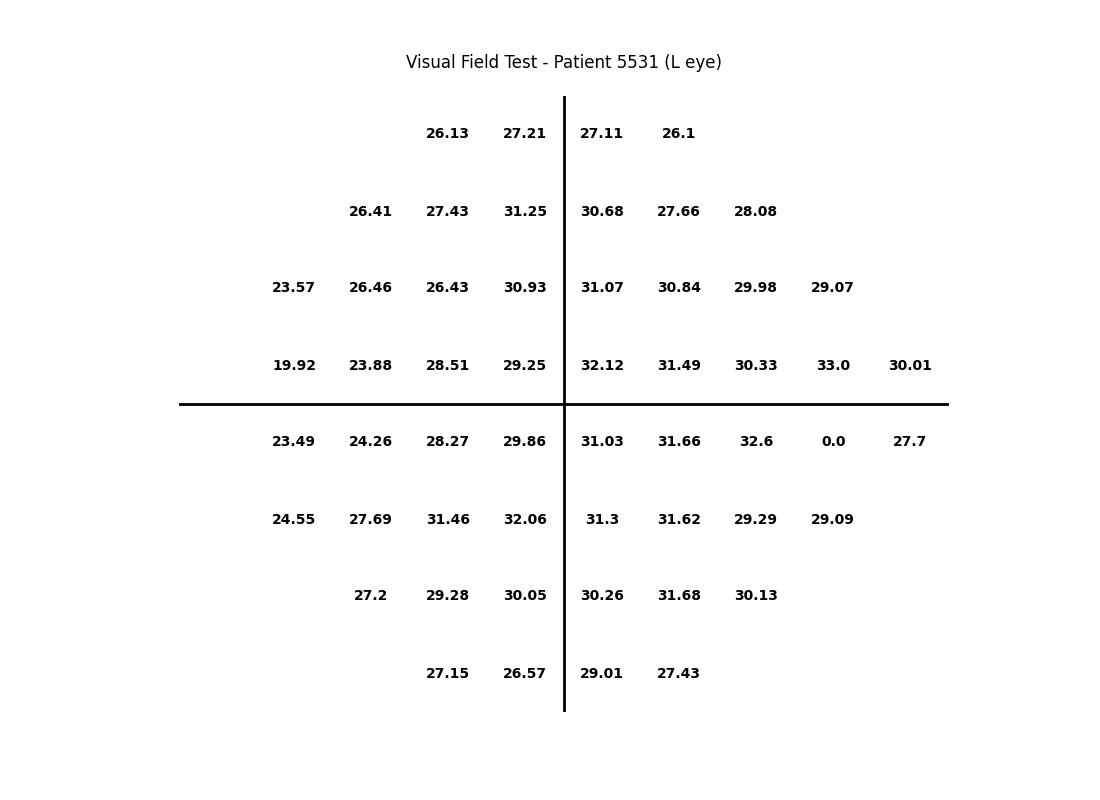 Visual Field Test - Patient 5531 (L eye)
26.13 27.21 27.11 26.1
26.41 27.43 31.25 30.68 27.66 28.08
23.57 26.46 26.43 30.93 31.07 30.84 29.98 29.07
19.92 23.88 28.51 29.25 32.12 31.49 30.33 33.0 30.01
23.49 24.26 28.27 29.86 31.03 31.66 32.6 0.0 27.7
24.55 27.69 31.46 32.06 31.3 31.62 29.29 29.09
27.2 29.28 30.05 30.26 31.68 30.13
27.15 26.57 29.01 27.43